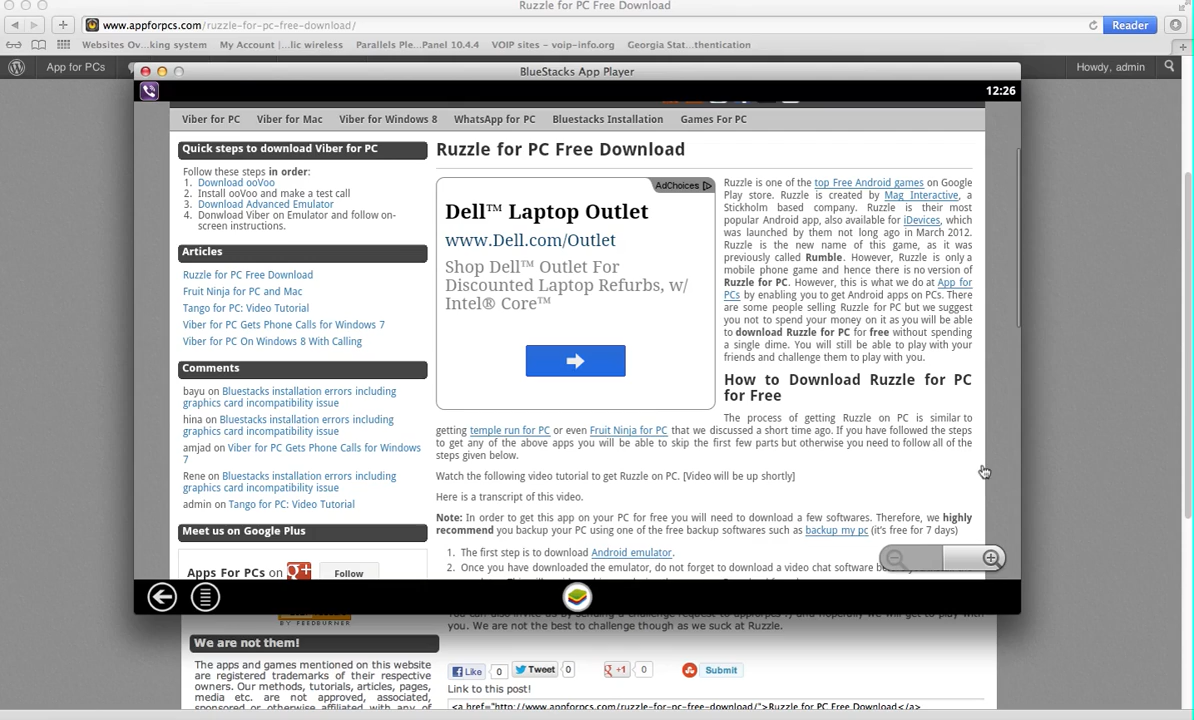 Ruzzle for PC Free Download
www.appforpcs.com/ruzzle-for-pc-free-download/
Reader
Websites Ov...king system
My Account |...lic wireless
Parallels Ple...Panel 10.4.4
VOIP sites - voip-info.org
Georgia Stat...thentication
App for PCs
Howdy, admin
BlueStacks App Player
12:26
Viber for PC
Viber for Mac
Viber for Windows 8
WhatsApp for PC
Bluestacks Installation
Games For PC
Quick steps to download Viber for PC
Follow these steps in order:
1. Download ooVoo
2. Install ooVoo and make a test call
3. Download Advanced Emulator
4. Donwload Viber on Emulator and follow on-
screen instructions.
Articles
Ruzzle for PC Free Download
Fruit Ninja for PC and Mac
Tango for PC: Video Tutorial
Viber for PC Gets Phone Calls for Windows 7
Viber for PC On Windows 8 With Calling
Comments
bayu on Bluestacks installation errors including
graphics card incompatibility issue
hina on Bluestacks installation errors including
graphics card incompatibility issue
amjad on Viber for PC Gets Phone Calls for Windows
7
Rene on Bluestacks installation errors including
graphics card incompatibility issue
admin on Tango for PC: Video Tutorial
Meet us on Google Plus
Apps For PCs on g+
Follow
Ruzzle for PC Free Download
AdChoices
Dell™ Laptop Outlet
www.Dell.com/Outlet
Shop Dell™ Outlet For
Discounted Laptop Refurbs, w/
Intel® Core™
Ruzzle is one of the top Free Android games on Google
Play store. Ruzzle is created by Mag Interactive, a
Stickholm based company. Ruzzle is their most
popular Android app, also available for iDevices, which
was launched by them not long ago in March 2012.
Ruzzle is the new name of this game, as it was
previously called Rumble. However, Ruzzle is only a
mobile phone game and hence there is no version of
Ruzzle for PC. However, this is what we do at App for
PCs by enabling you to get Android apps on PCs. There
are some people selling Ruzzle for PC but we suggest
you not to spend your money on it as you will be able
to download Ruzzle for PC for free without spending
a single dime. You will still be able to play with your
friends and challenge them to play with you.
How to Download Ruzzle for PC
for Free
The process of getting Ruzzle on PC is similar to
getting temple run for PC or even Fruit Ninja for PC that we discussed a short time ago. If you have followed the steps
to get any of the above apps you will be able to skip the first few parts but otherwise you need to follow all of the
steps given below.
Watch the following video tutorial to get Ruzzle on PC. [Video will be up shortly]
Here is a transcript of this video.
Note: In order to get this app on your PC for free you will need to download a few softwares. Therefore, we highly
recommend you backup your PC using one of the free backup softwares such as backup my pc (it's free for 7 days)
1. The first step is to download Android emulator.
2. Once you have downloaded the emulator, do not forget to download a video chat software
BY FEEDBURNER
We are not them!
The apps and games mentioned on this website
are registered trademarks of their respective
owners. Our methods, tutorials, articles, pages,
media etc. are not approved, associated,
sponsored or otherwise affiliated with any of
vord. We are not the best to challenge though as we suck at Ruzzle.
Like 0
Tweet 0
+1 0
Submit
Link to this post!
<a href="http://www.appforpcs.com/ruzzle-for-pc-free-download/">Ruzzle for PC Free Download</a>